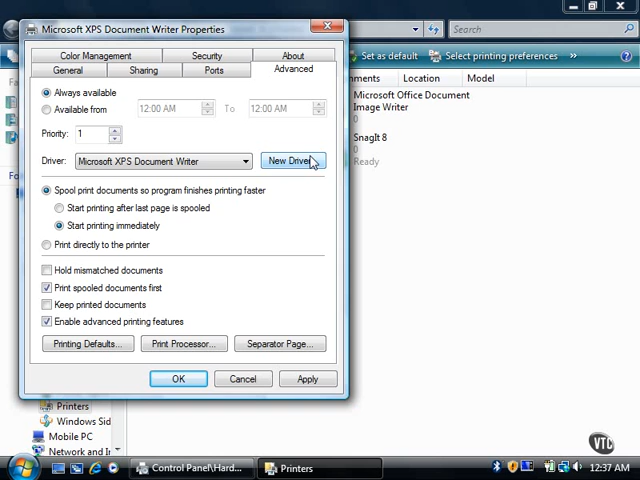 Microsoft XPS Document Writer Properties
Color Management
Security
About
General
Sharing
Ports
Advanced
Always available
Available from
12:00 AM
To
12:00 AM
Priority:
1
Driver:
Microsoft XPS Document Writer
New Driver
Spool print documents so program finishes printing faster
Start printing after last page is spooled
Start printing immediately
Print directly to the printer
Hold mismatched documents
Print spooled documents first
Keep printed documents
Enable advanced printing features
Printing Defaults...
Print Processor...
Separator Page...
OK
Cancel
Apply
Search
Set as default
Select printing preferences
»
Location
Model
Microsoft Office Document
Image Writer
0
SnagIt 8
0
Ready
Printers
Windows Sid
Mobile PC
Network and In
VTC
Control Panel\Hard...
Printers
12:37 AM